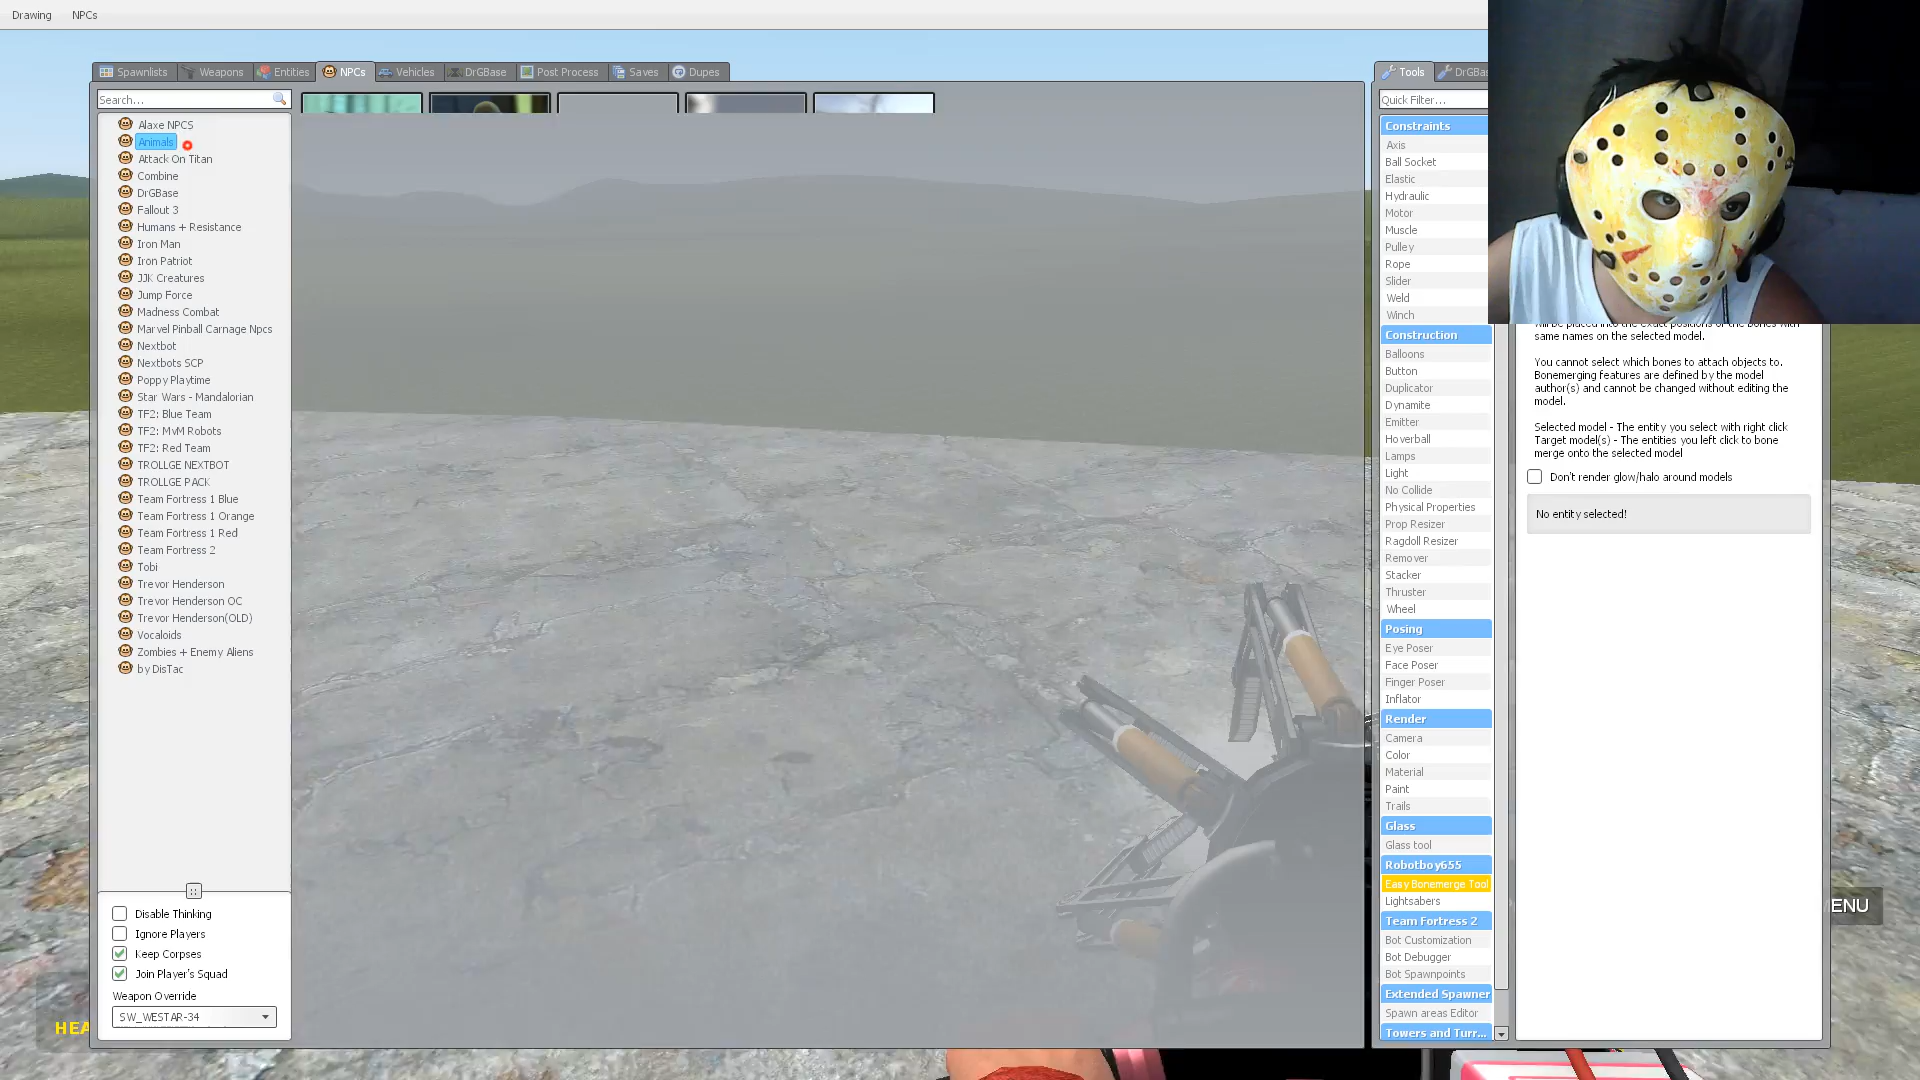 Drawing NPCs
Spawnlists Weapons Entities NPCs Vehicles DrGBase Post Process Saves Dupes
Search...
Alaxe NPCS
Animals
Attack On Titan
Combine
DrGBase
Fallout 3
Humans + Resistance
Iron Man
Iron Patriot
JJK Creatures
Jump Force
Madness Combat
Marvel Pinball Carnage Npcs
Nextbot
Nextbots SCP
Poppy Playtime
Star Wars - Mandalorian
TF2: Blue Team
TF2: MvM Robots
TF2: Red Team
TROLLGE NEXTBOT
TROLLGE PACK
Team Fortress 1 Blue
Team Fortress 1 Orange
Team Fortress 1 Red
Team Fortress 2
Tobi
Trevor Henderson
Trevor Henderson OC
Trevor Henderson(OLD)
Vocaloids
Zombies + Enemy Aliens
by DisTac
Disable Thinking
Ignore Players
Keep Corpses
Join Player's Squad
Weapon Override
SW_WESTAR-34
HEA
Tools DrGBas
Quick Filter...
Constraints
Axis
Ball Socket
Elastic
Hydraulic
Motor
Muscle
Pulley
Rope
Slider
Weld
Winch
Construction
Balloons
Button
Duplicator
Dynamite
Emitter
Hoverball
Lamps
Light
No Collide
Physical Properties
Prop Resizer
Ragdoll Resizer
Remover
Stacker
Thruster
Wheel
Posing
Eye Poser
Face Poser
Finger Poser
Inflator
Render
Camera
Color
Material
Paint
Trails
Glass
Glass tool
Robotboy655
Easy Bonemerge Tool
Lightsabers
Team Fortress 2
Bot Customization
Bot Debugger
Bot Spawnpoints
Extended Spawner
Spawn areas Editor
Towers and Turr...
will be placed into the exact positions of the bones with
same names on the selected model.
You cannot select which bones to attach objects to.
Bonemerging features are defined by the model
author(s) and cannot be changed without editing the
model.
Selected model - The entity you select with right click
Target model(s) - The entities you left click to bone
merge onto the selected model
Don't render glow/halo around models
No entity selected!
ENU